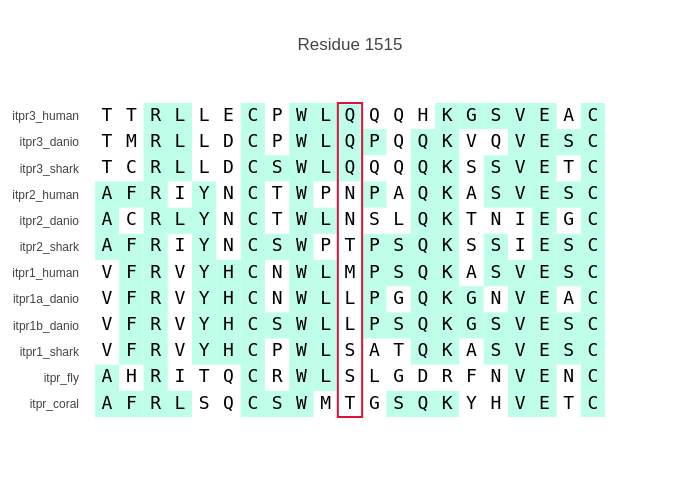 Residue 1515
itpr3_human T T R L L E C P W L Q Q Q H K G S V E A C
itpr3_danio T M R L L D C P W L Q P Q Q K V Q V E S C
itpr3_shark T C R L L D C S W L Q Q Q Q K S S V E T C
itpr2_human A F R I Y N C T W P N P A Q K A S V E S C
itpr2_danio A C R L Y N C T W L N S L Q K T N I E G C
itpr2_shark A F R I Y N C S W P T P S Q K S S I E S C
itpr1_human V F R V Y H C N W L M P S Q K A S V E S C
itpr1a_danio V F R V Y H C N W L L P G Q K G N V E A C
itpr1b_danio V F R V Y H C S W L L P S Q K G S V E S C
itpr1_shark V F R V Y H C P W L S A T Q K A S V E S C
itpr_fly A H R I T Q C R W L S L G D R F N V E N C
itpr_coral A F R L S Q C S W M T G S Q K Y H V E T C